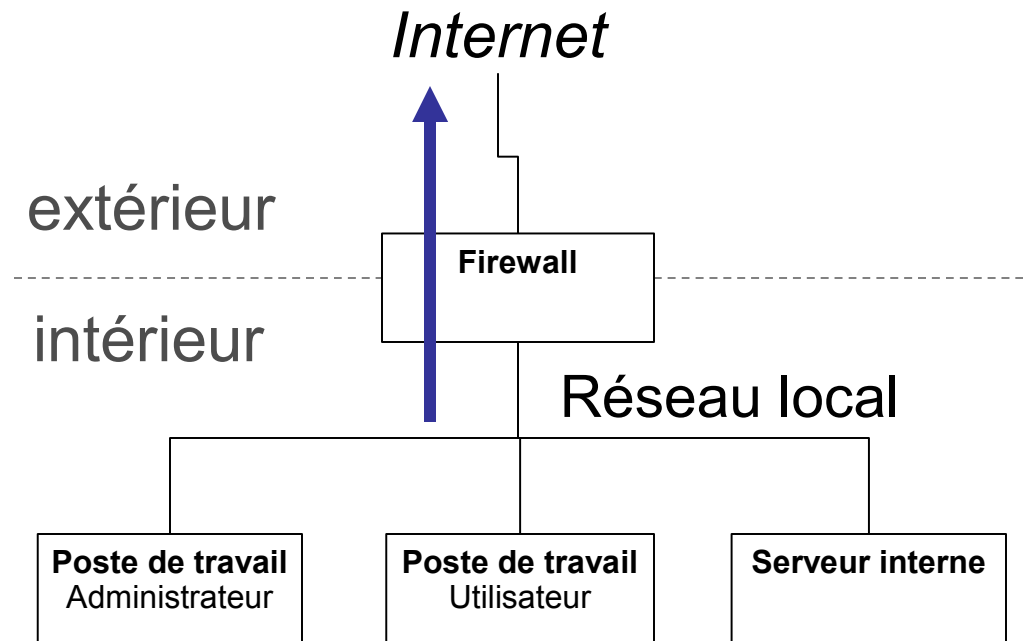 Internet
extérieur
Firewall
intérieur
Réseau local
Poste de travail
Administrateur
Poste de travail
Utilisateur
Serveur interne